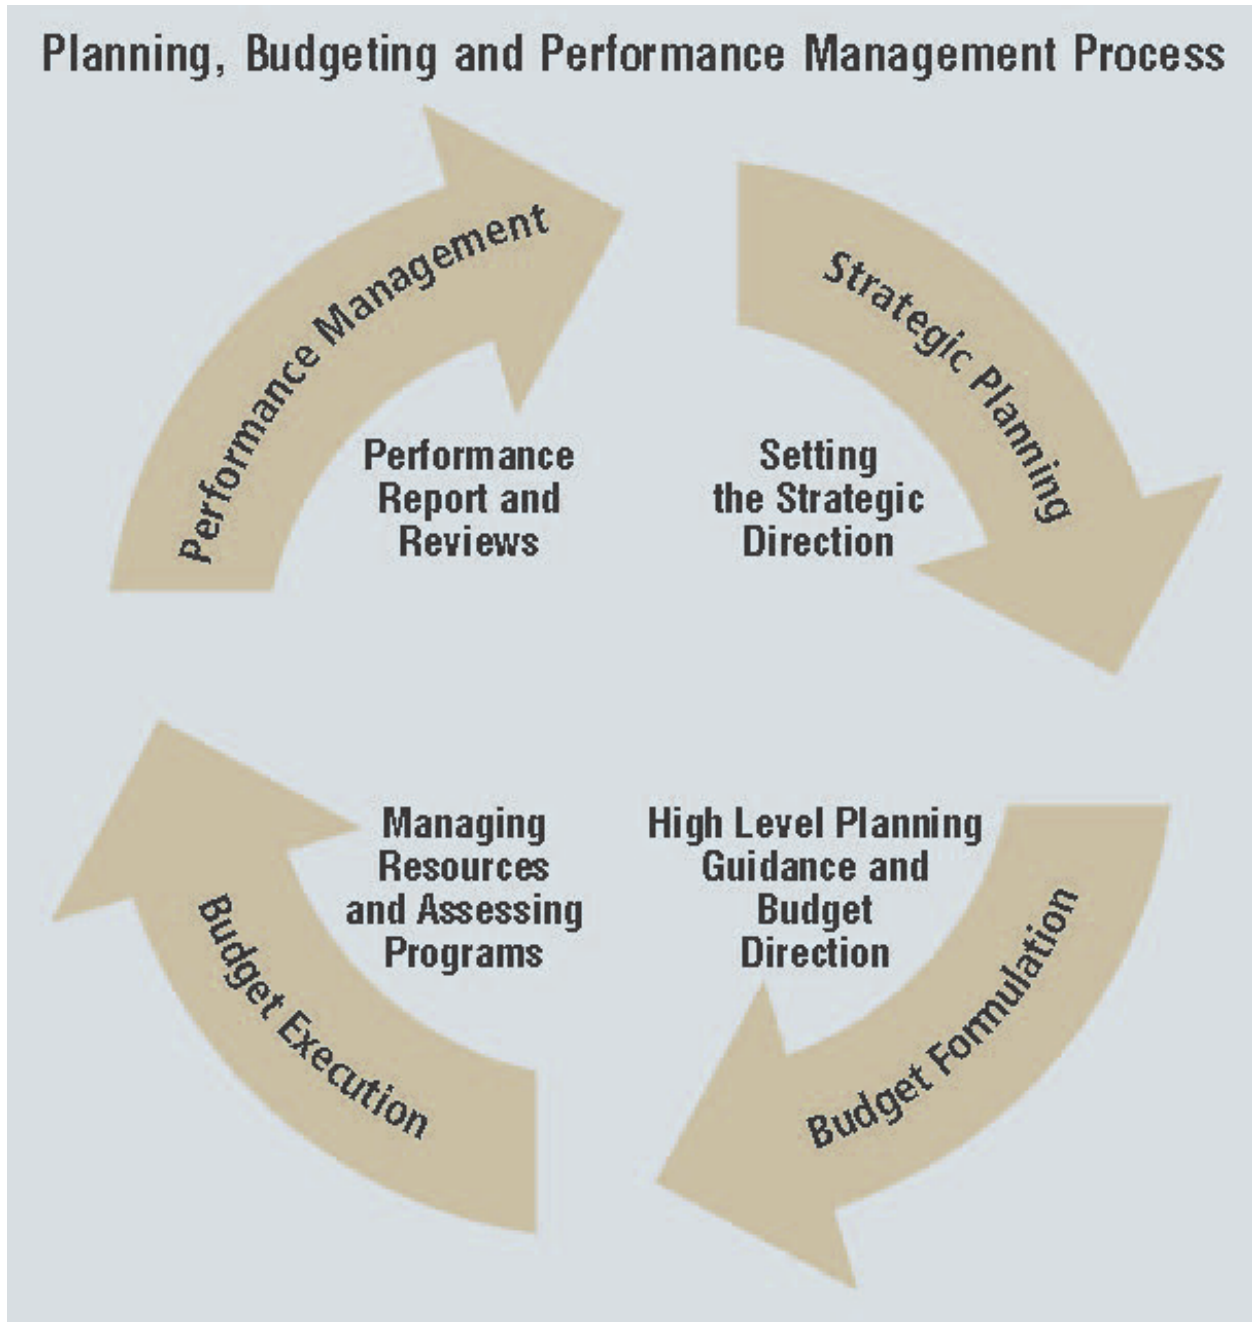 Planning, Budgeting and Performance Management Process
Performance Management
Strategic Planning
Performance
Report and
Reviews
Setting
the Strategic
Direction
Managing
Resources
and Assessing
Programs
High Level Planning
Guidance and
Budget
Direction
Budget Execution
Budget Formulation